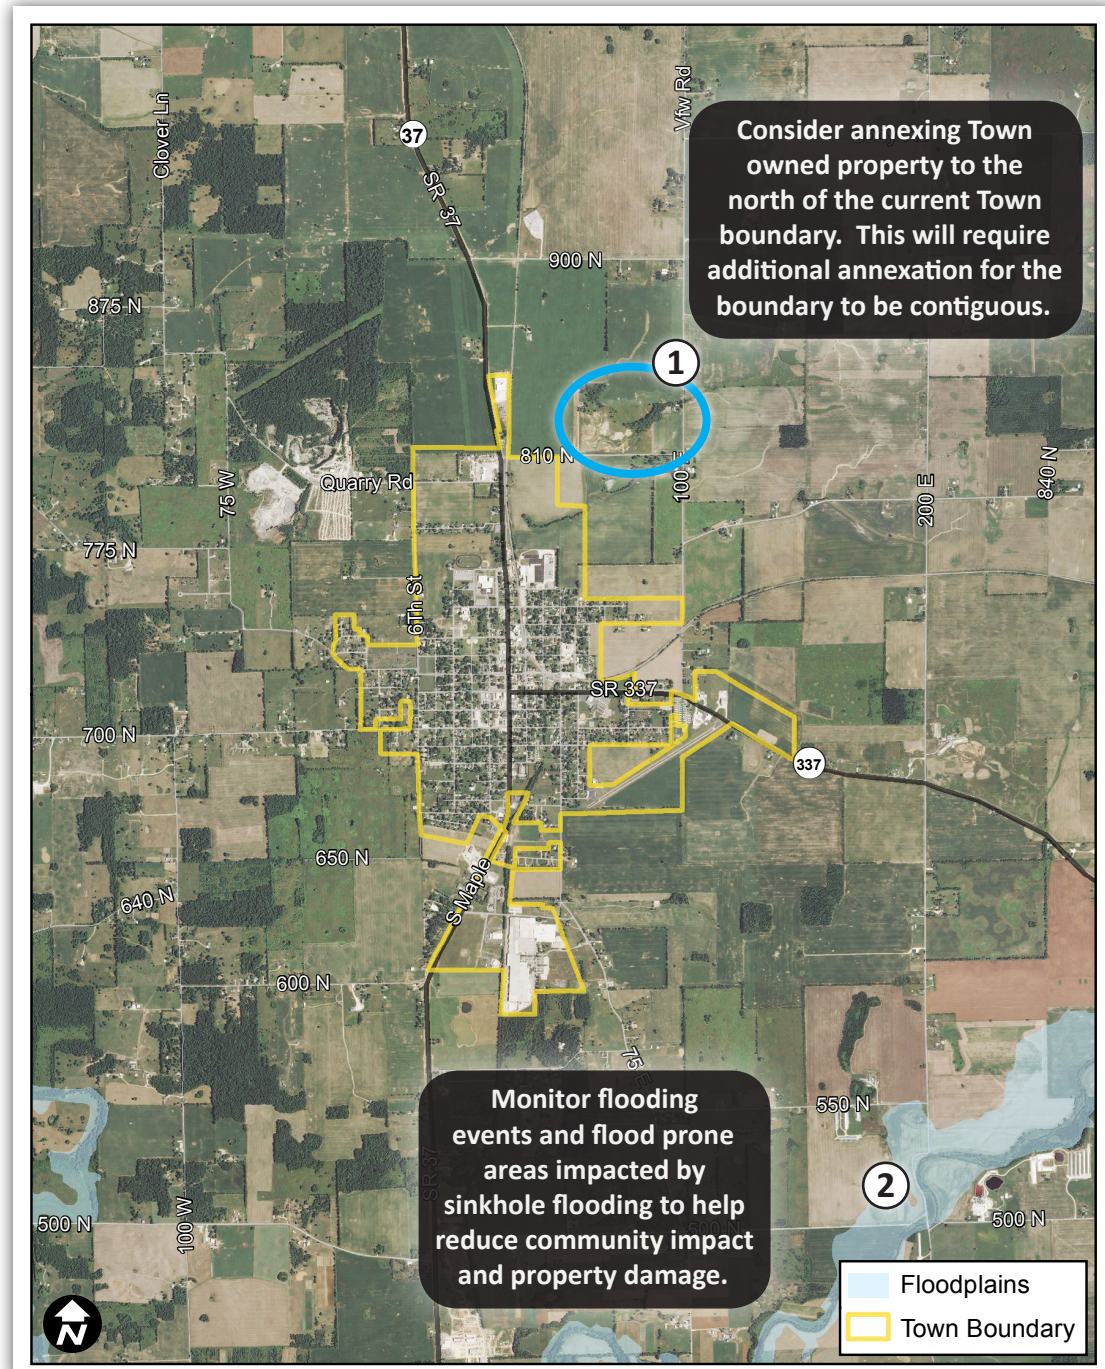 Clover Ln
Vfw Rd
37
SR 37
Consider annexing Town
owned property to the
north of the current Town
boundary.  This will require
additional annexation for the
boundary to be contiguous.
900 N
875 N
1
810 N
Quarry Rd
75 W
100 E
200 E
840 N
775 N
6Th St
SR 337
700 N
337
650 N
S Maple
640 N
600 N
75 E
Monitor flooding
events and flood prone
areas impacted by
sinkhole flooding to help
reduce community impact
and property damage.
550 N
SR 37
2
100 W
500 N
500 N
500 N
Floodplains
Town Boundary
N